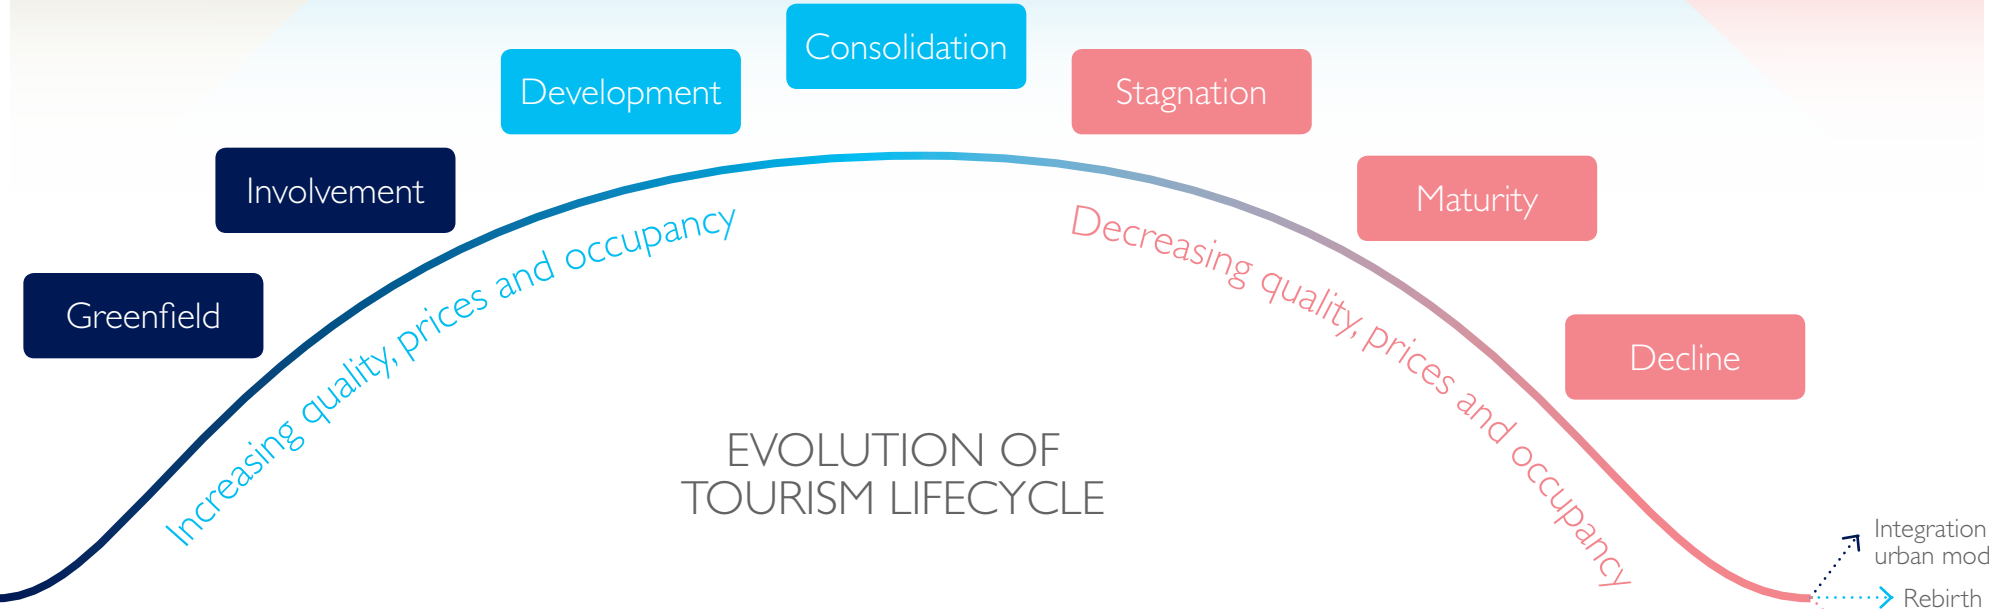 Consolidation
Development
Stagnation
Involvement
Maturity
Greenfield
Decline
Increasing quality, prices and occupancy
Decreasing quality, prices and occupancy
EVOLUTION OF
TOURISM LIFECYCLE
Integration
urban mod
Rebirth